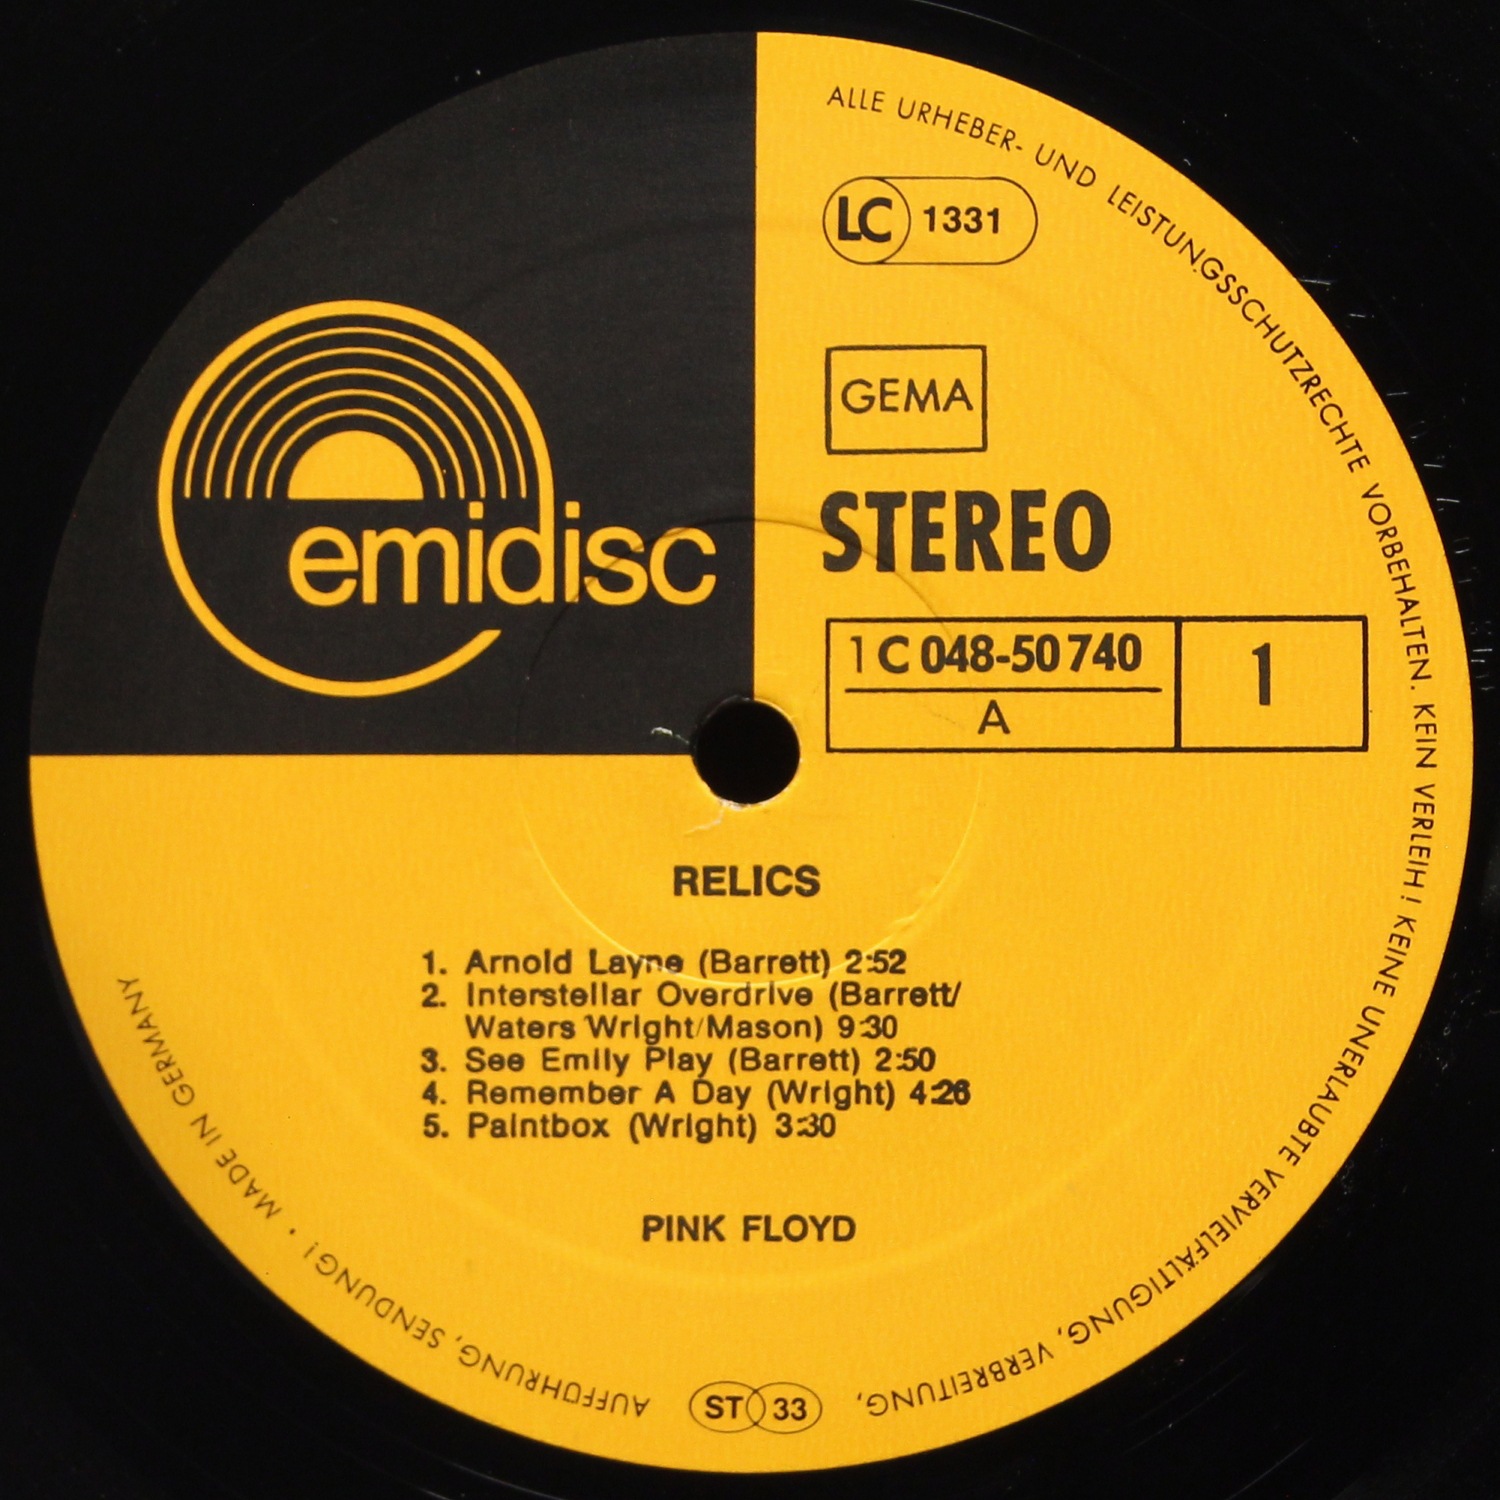 ALLE URHEBER- UND LEISTUNGSSCHUTZRECHTE VORBEHALTEN. KEIN VERLEIH! KEINE UNERLAUBTE VERVIELFÄLTIGUNG, VERBREITUNG,
AUFFÜHRUNG, SENDUNG! • MADE IN GERMANY
LC 1331
GEMA
emidisc
STEREO
1 C 048-50 740
A
1
RELICS
1. Arnold Layne (Barrett) 2:52
2. Interstellar Overdrive (Barrett/
Waters Wright/Mason) 9:30
3. See Emily Play (Barrett) 2:50
4. Remember A Day (Wright) 4:26
5. Paintbox (Wright) 3:30
PINK FLOYD
ST 33